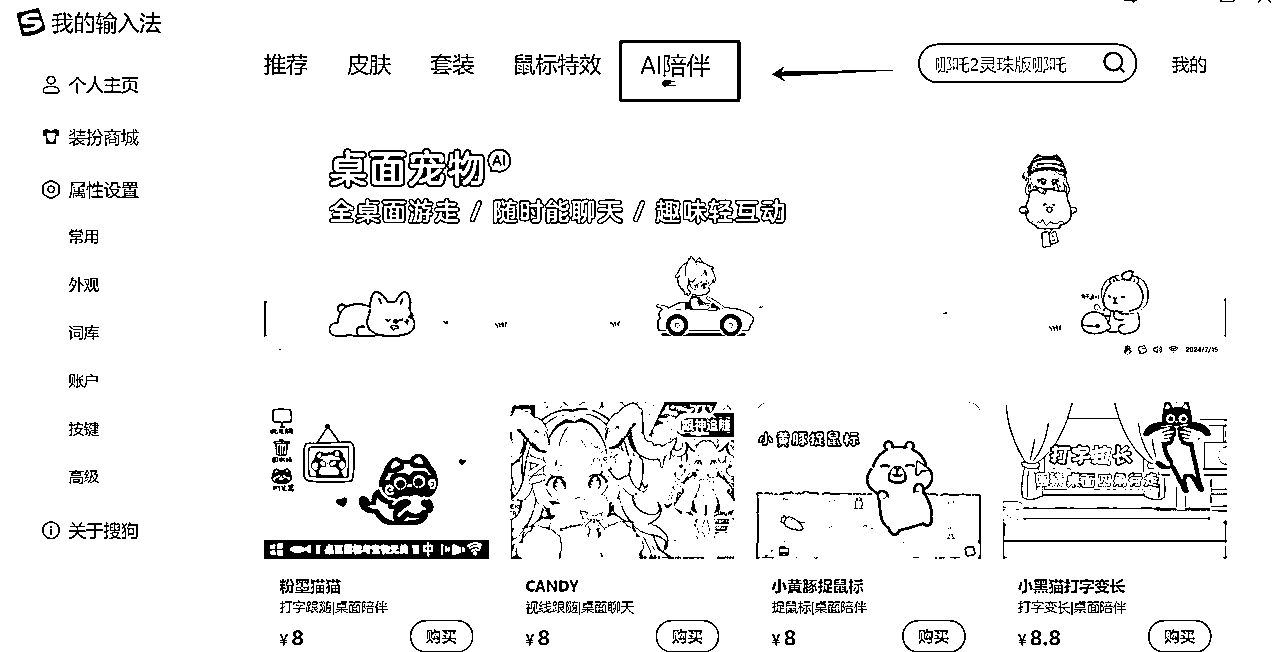 我的输入法
个人主页
装扮商城
属性设置
常用
外观
词库
账户
按键
高级
关于搜狗
推荐 皮肤 套装 鼠标特效 AI陪伴
哪吒2灵珠版哪吒
我的
桌面宠物AI
全桌面游走 / 随时能聊天 / 趣味轻互动
2024/7/15
小黄豚捉鼠标
打字变长
粉墨猫猫
打字跟随|桌面陪伴
¥8 购买
CANDY
视线跟随|桌面聊天
¥8 购买
小黄豚捉鼠标
捉鼠标|桌面陪伴
¥8 购买
小黑猫打字变长
打字变长|桌面陪伴
¥8.8 购买